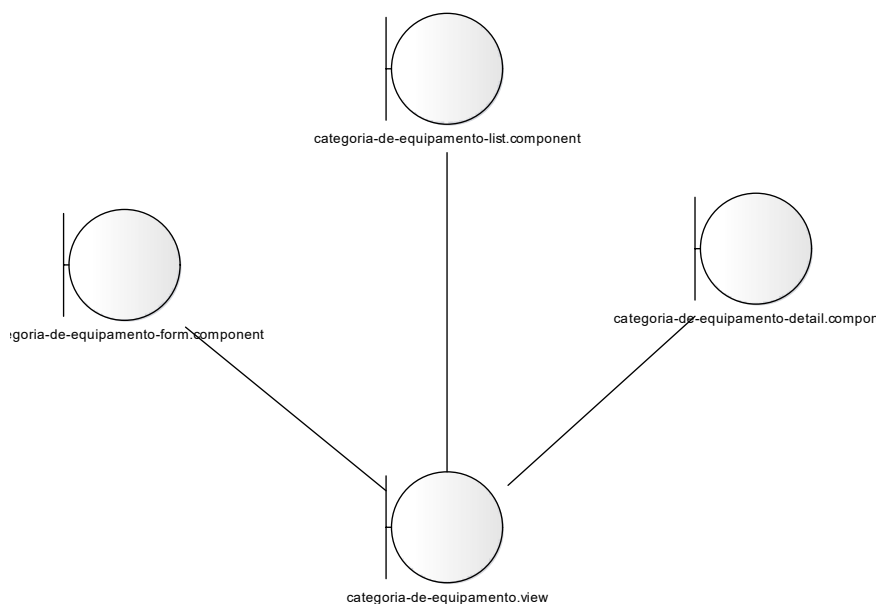 categoria-de-equipamento-list.component
egoria-de-equipamento-form.component
categoria-de-equipamento-detail.compor
categoria-de-equipamento.view